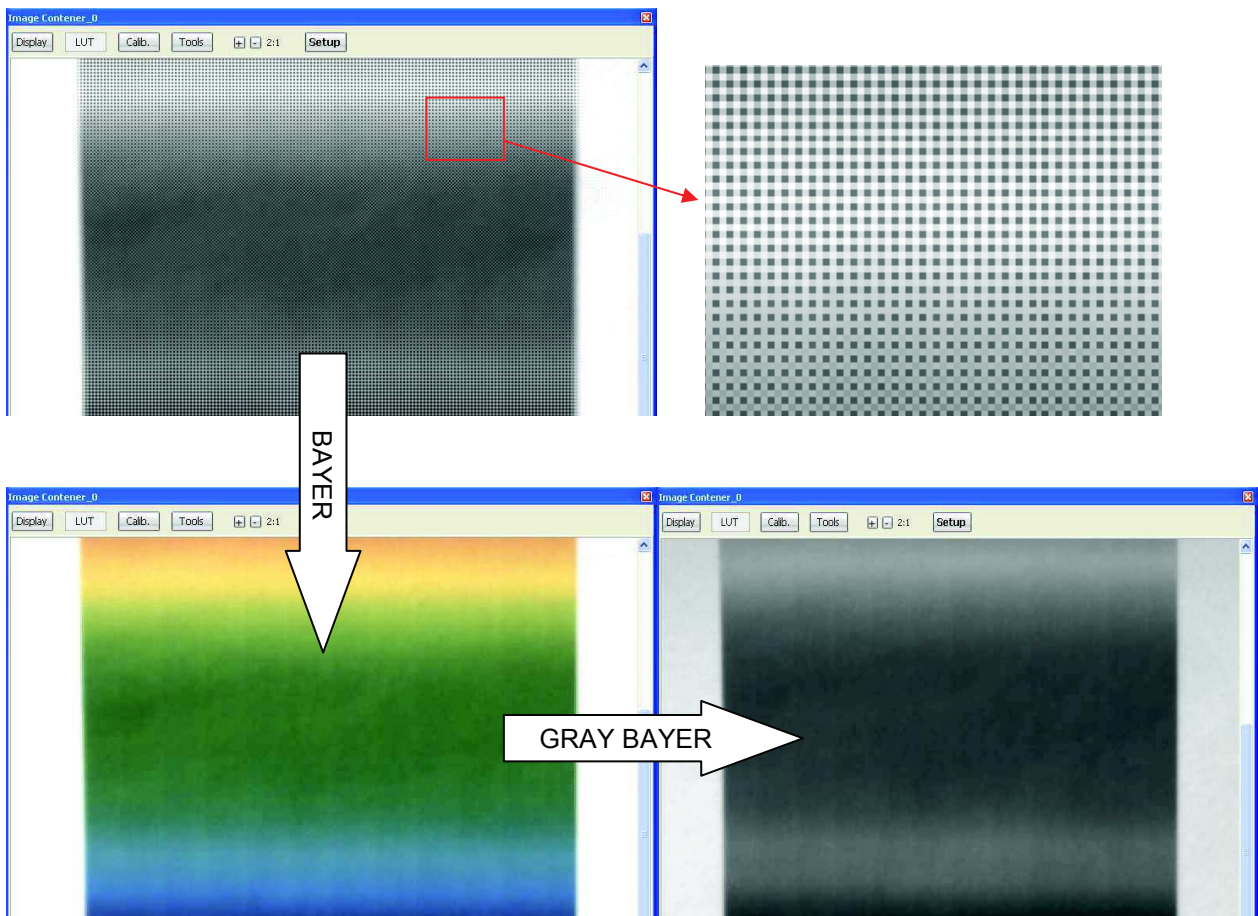 Image Contener_0
Display LUT Calib. Tools + - 2:1 Setup
BAYER
Image Contener_0
Display LUT Calib. Tools + - 2:1
Image Contener_0
Display LUT Calib. Tools + - 2:1 Setup
GRAY BAYER